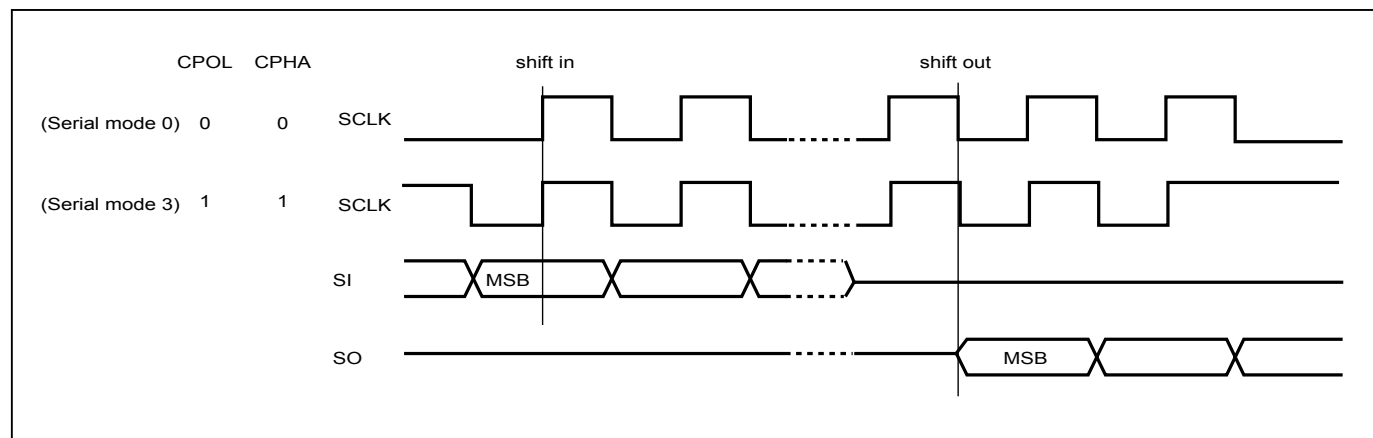 CPOL CPHA shift in shift out
(Serial mode 0) 0 0 SCLK
(Serial mode 3) 1 1 SCLK
SI MSB
SO MSB